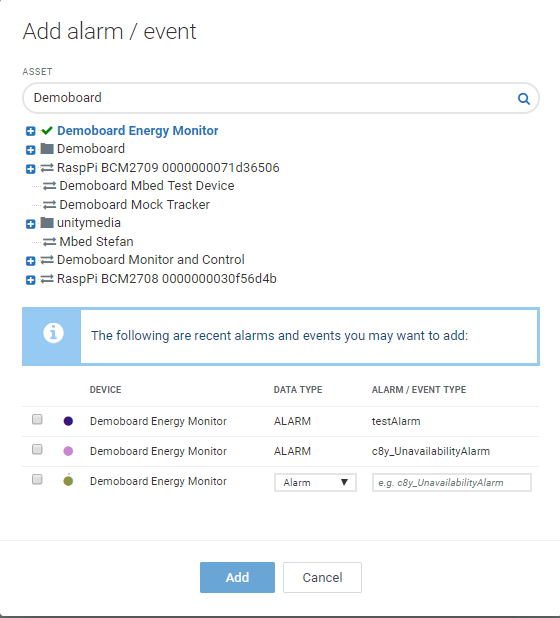 Add alarm / event
ASSET
Demoboard
Demoboard Energy Monitor
Demoboard
RaspPi BCM2709 0000000071d36506
Demoboard Mbed Test Device
Demoboard Mock Tracker
unitymedia
Mbed Stefan
Demoboard Monitor and Control
RaspPi BCM2708 0000000030f56d4b
The following are recent alarms and events you may want to add:
DEVICE DATA TYPE ALARM / EVENT TYPE
Demoboard Energy Monitor ALARM testAlarm
Demoboard Energy Monitor ALARM c8y_UnavailabilityAlarm
Demoboard Energy Monitor Alarm e.g. c8y_UnavailabilityAlarm
Add Cancel